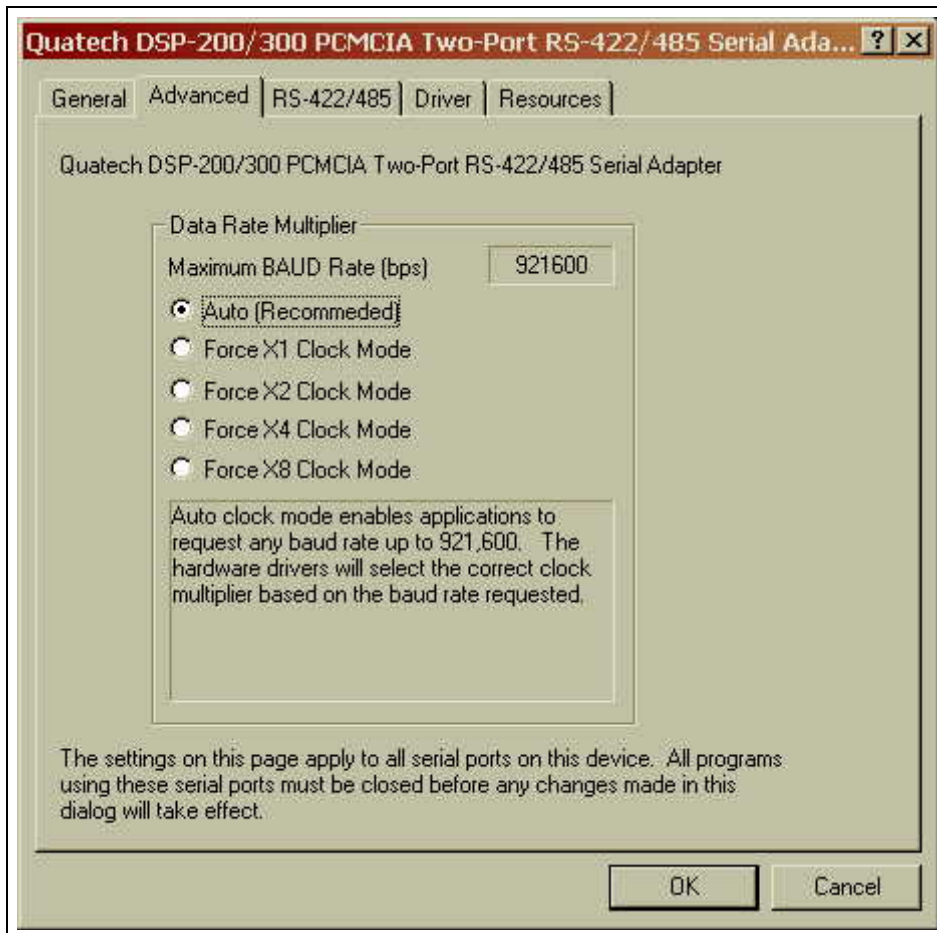 Quatech DSP-200/300 PCMCIA Two-Port RS-422/485 Serial Ada... ? ×
General Advanced RS-422/485 Driver Resources
Quatech DSP-200/300 PCMCIA Two-Port RS-422/485 Serial Adapter
Data Rate Multiplier
Maximum BAUD Rate (bps) 921600
Auto (Recommeded)
Force X1 Clock Mode
Force X2 Clock Mode
Force X4 Clock Mode
Force X8 Clock Mode
Auto clock mode enables applications to
request any baud rate up to 921,600. The
hardware drivers will select the correct clock
multiplier based on the baud rate requested.
The settings on this page apply to all serial ports on this device. All programs
using these serial ports must be closed before any changes made in this
dialog will take effect.
OK Cancel